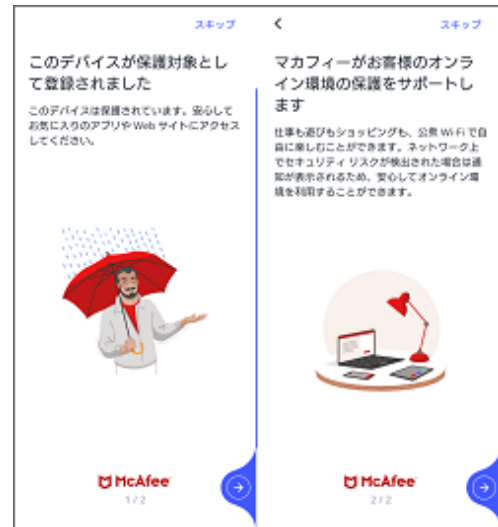 スキップ
このデバイスが保護対象とし
て登録されました
このデバイスは保護されています。安心して
お気に入りのアプリや Web サイトにアクセス
してください。
McAfee
1 / 2
スキップ
マカフィーがお客様のオンラ
イン環境の保護をサポートし
ます
仕事も遊びもショッピングも、公衆 Wi-Fi で自
由に楽しむことができます。ネットワーク上
でセキュリティ リスクが検出された場合は通
知が表示されるため、安心してオンライン環
境を利用することができます。
McAfee
2 / 2